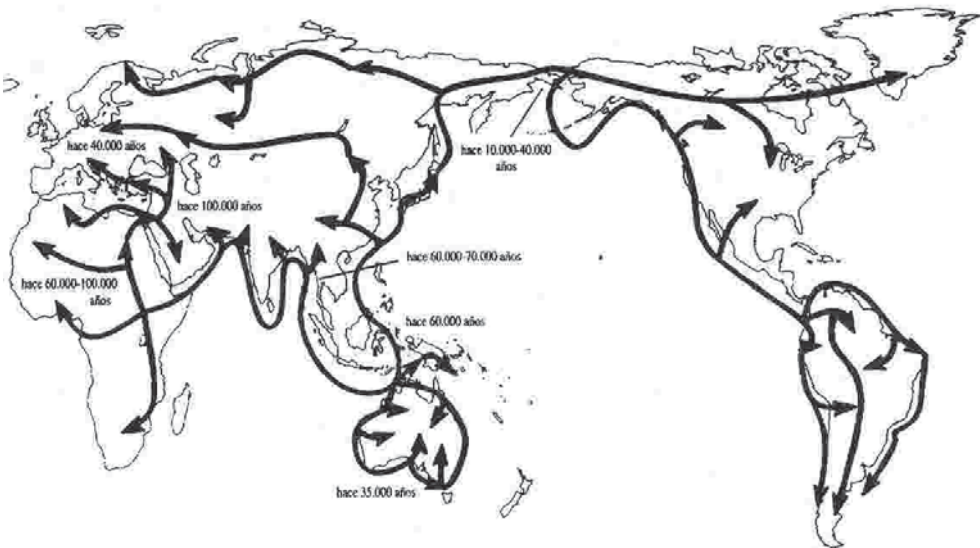 hace 40.000 años
hace 10.000-40.000
años
hace 100.000 años
hace 60.000-70.000 años
hace 60.000-100.000
años
hace 60.000 años
hace 35.000 años